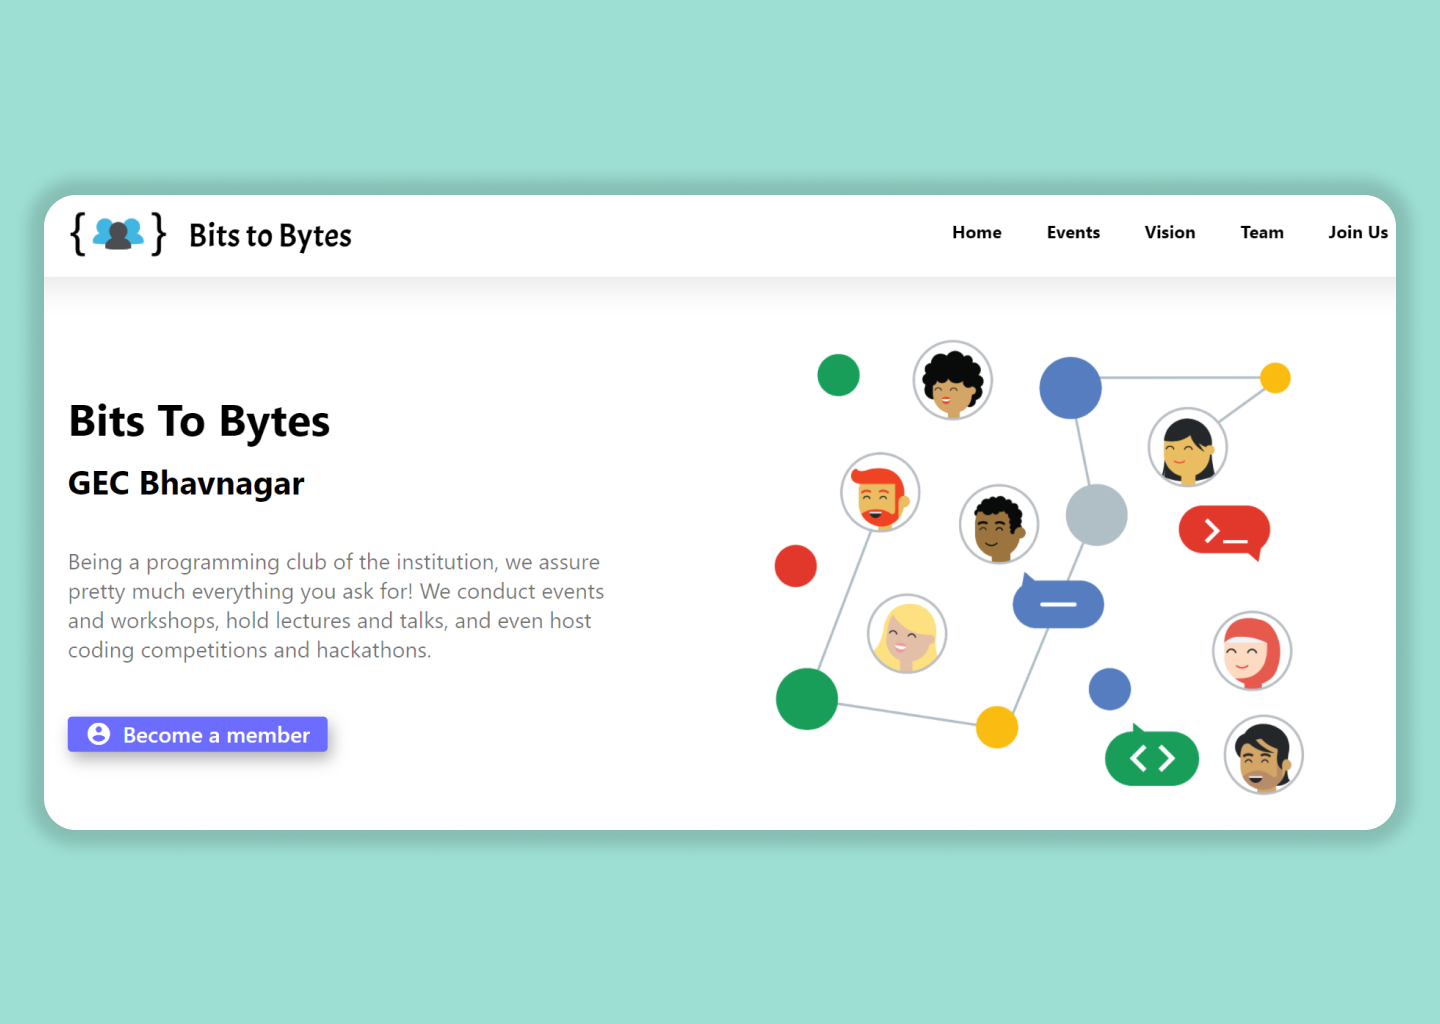 { } Bits to Bytes
Home Events Vision Team Join Us
Bits To Bytes
GEC Bhavnagar
Being a programming club of the institution, we assure
pretty much everything you ask for! We conduct events
and workshops, hold lectures and talks, and even host
coding competitions and hackathons.
Become a member
>_
< >